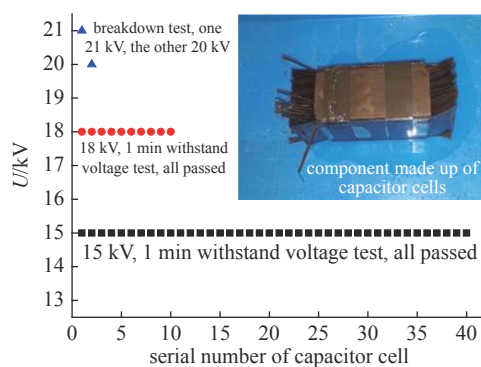 breakdown test, one
21 kV, the other 20 kV
18 kV, 1 min withstand
voltage test, all passed
component made up of
capacitor cells
15 kV, 1 min withstand voltage test, all passed
U/kV
21
20
19
18
17
16
15
14
13
0 5 10 15 20 25 30 35 40
serial number of capacitor cell